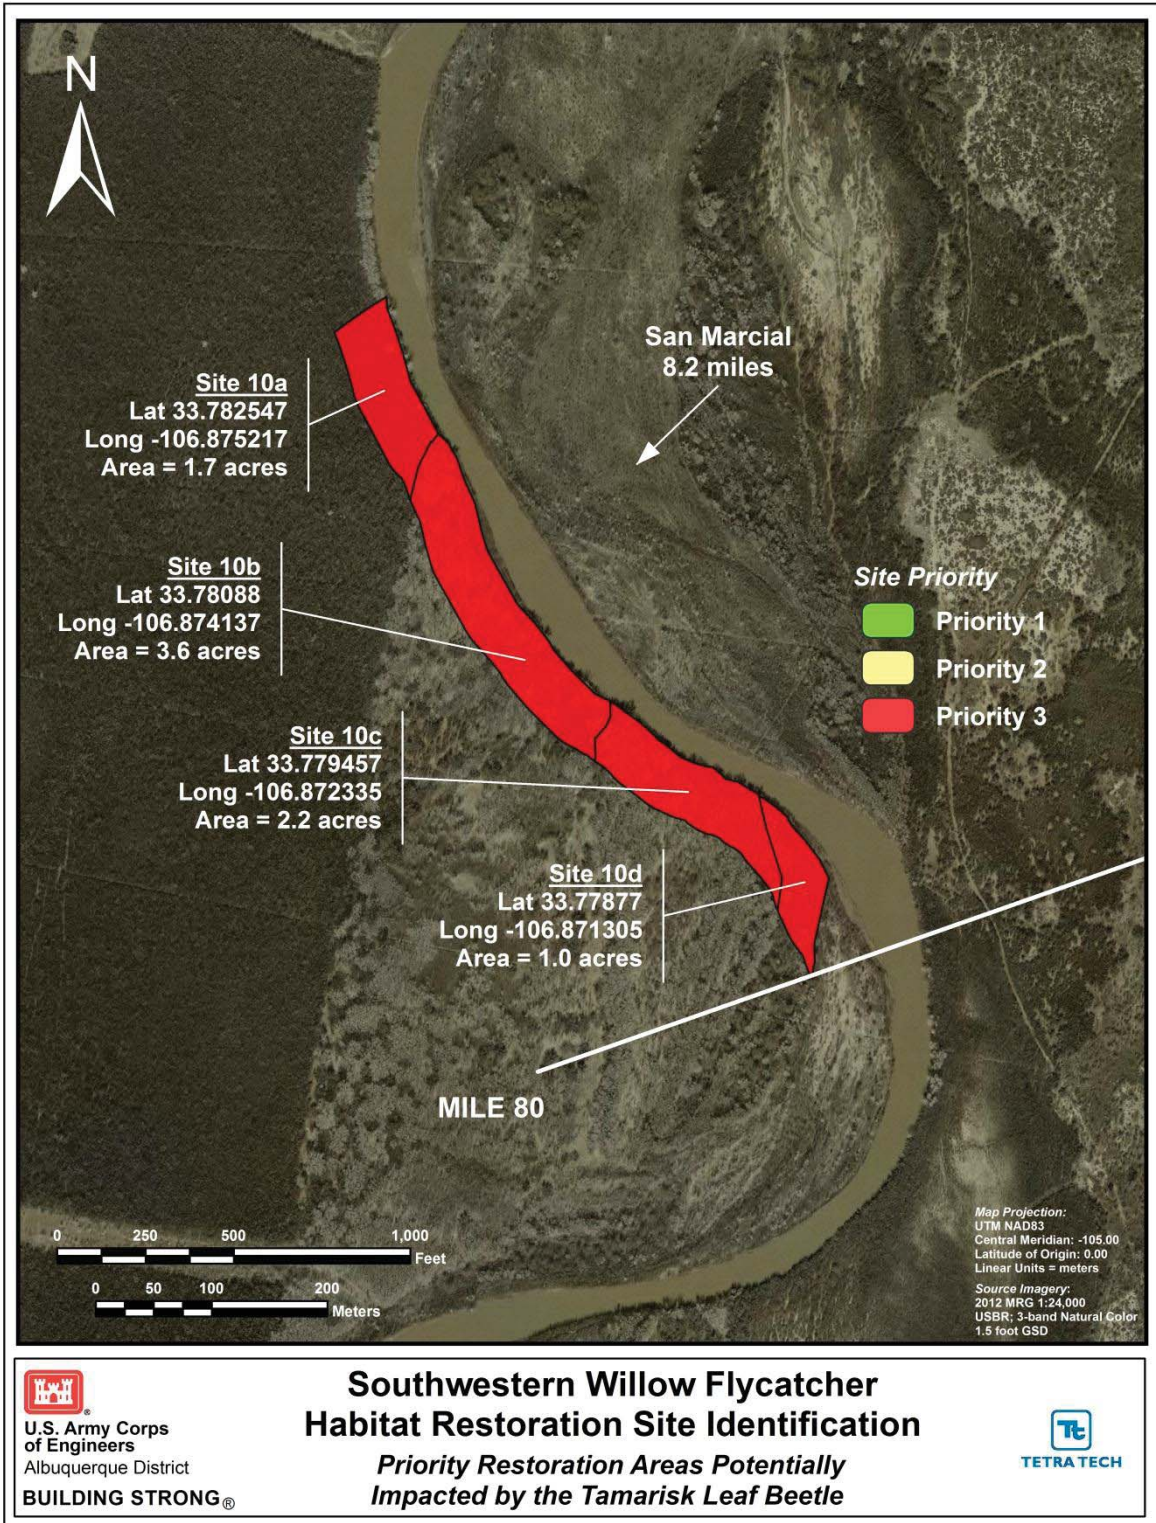 N
San Marcial
8.2 miles
Site 10a
Lat 33.782547
Long -106.875217
Area = 1.7 acres
Site 10b
Lat 33.78088
Long -106.874137
Area = 3.6 acres
Site Priority
Priority 1
Priority 2
Priority 3
Site 10c
Lat 33.779457
Long -106.872335
Area = 2.2 acres
Site 10d
Lat 33.77877
Long -106.871305
Area = 1.0 acres
MILE 80
0 250 500 1,000
Feet
0 50 100 200
Meters
Map Projection:
UTM NAD83
Central Meridian: -105.00
Latitude of Origin: 0.00
Linear Units = meters
Source Imagery:
2012 MRG 1:24,000
USBR; 3-band Natural Color
1.5 foot GSD
U.S. Army Corps
of Engineers
Albuquerque District
BUILDING STRONG®
Southwestern Willow Flycatcher
Habitat Restoration Site Identification
Priority Restoration Areas Potentially
Impacted by the Tamarisk Leaf Beetle
Tt
TETRA TECH